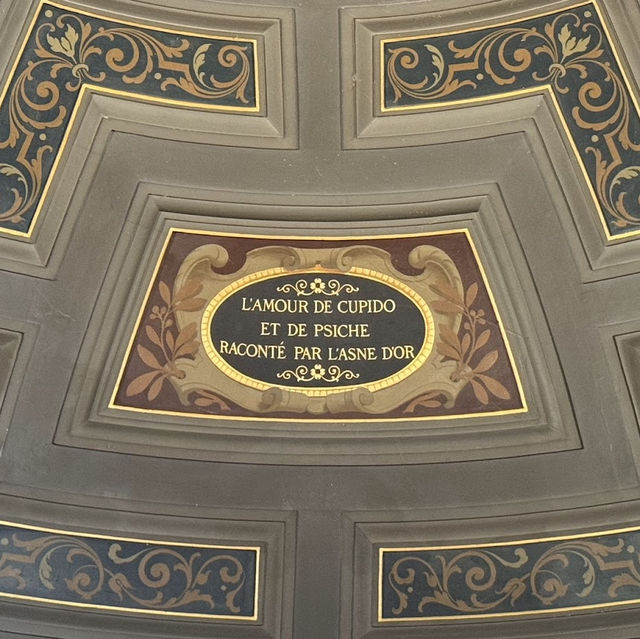 L'AMOUR DE CUPIDO
ET DE PSICHE
RACONTÉ PAR L'ASNE D'OR